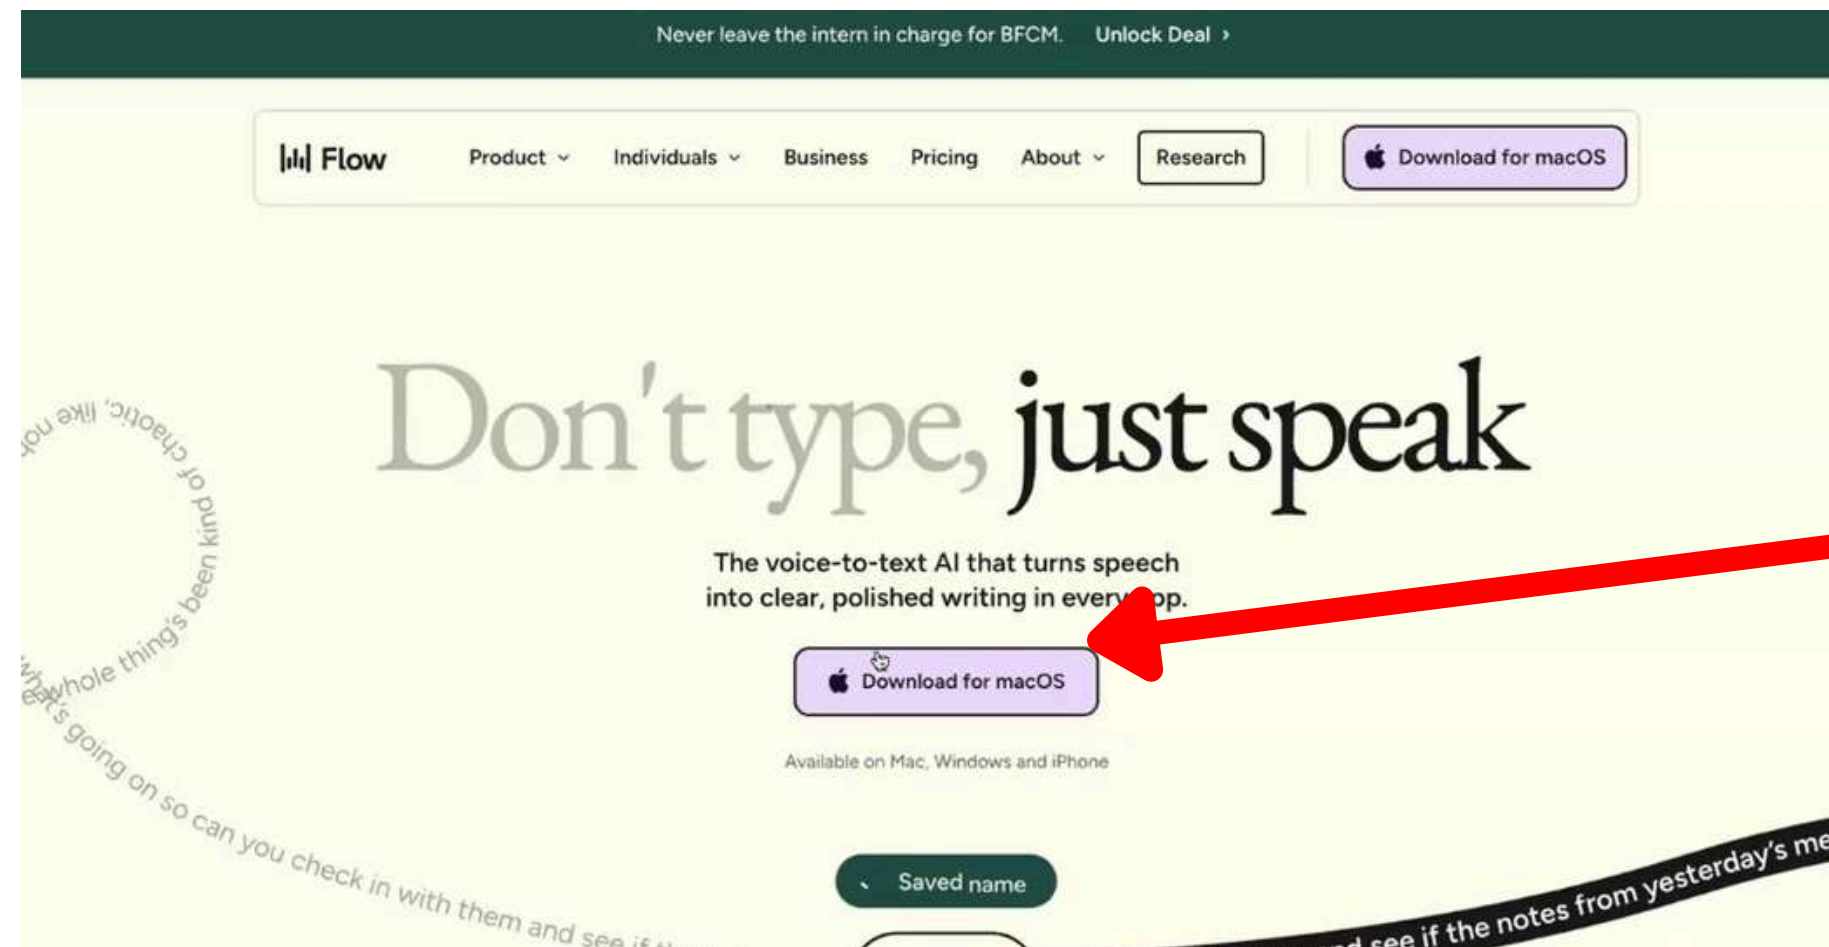 Never leave the intern in charge for BFCM. Unlock Deal ›
Flow Product Individuals Business Pricing About Research Download for macOS
Don't type, just speak
The voice-to-text AI that turns speech
into clear, polished writing in every
Download for macOS
Available on Mac, Windows and iPhone
whole thing's been kind of chaotic, like
what's going on so can you check in with them and see if
Saved name
see if the notes from yesterday's